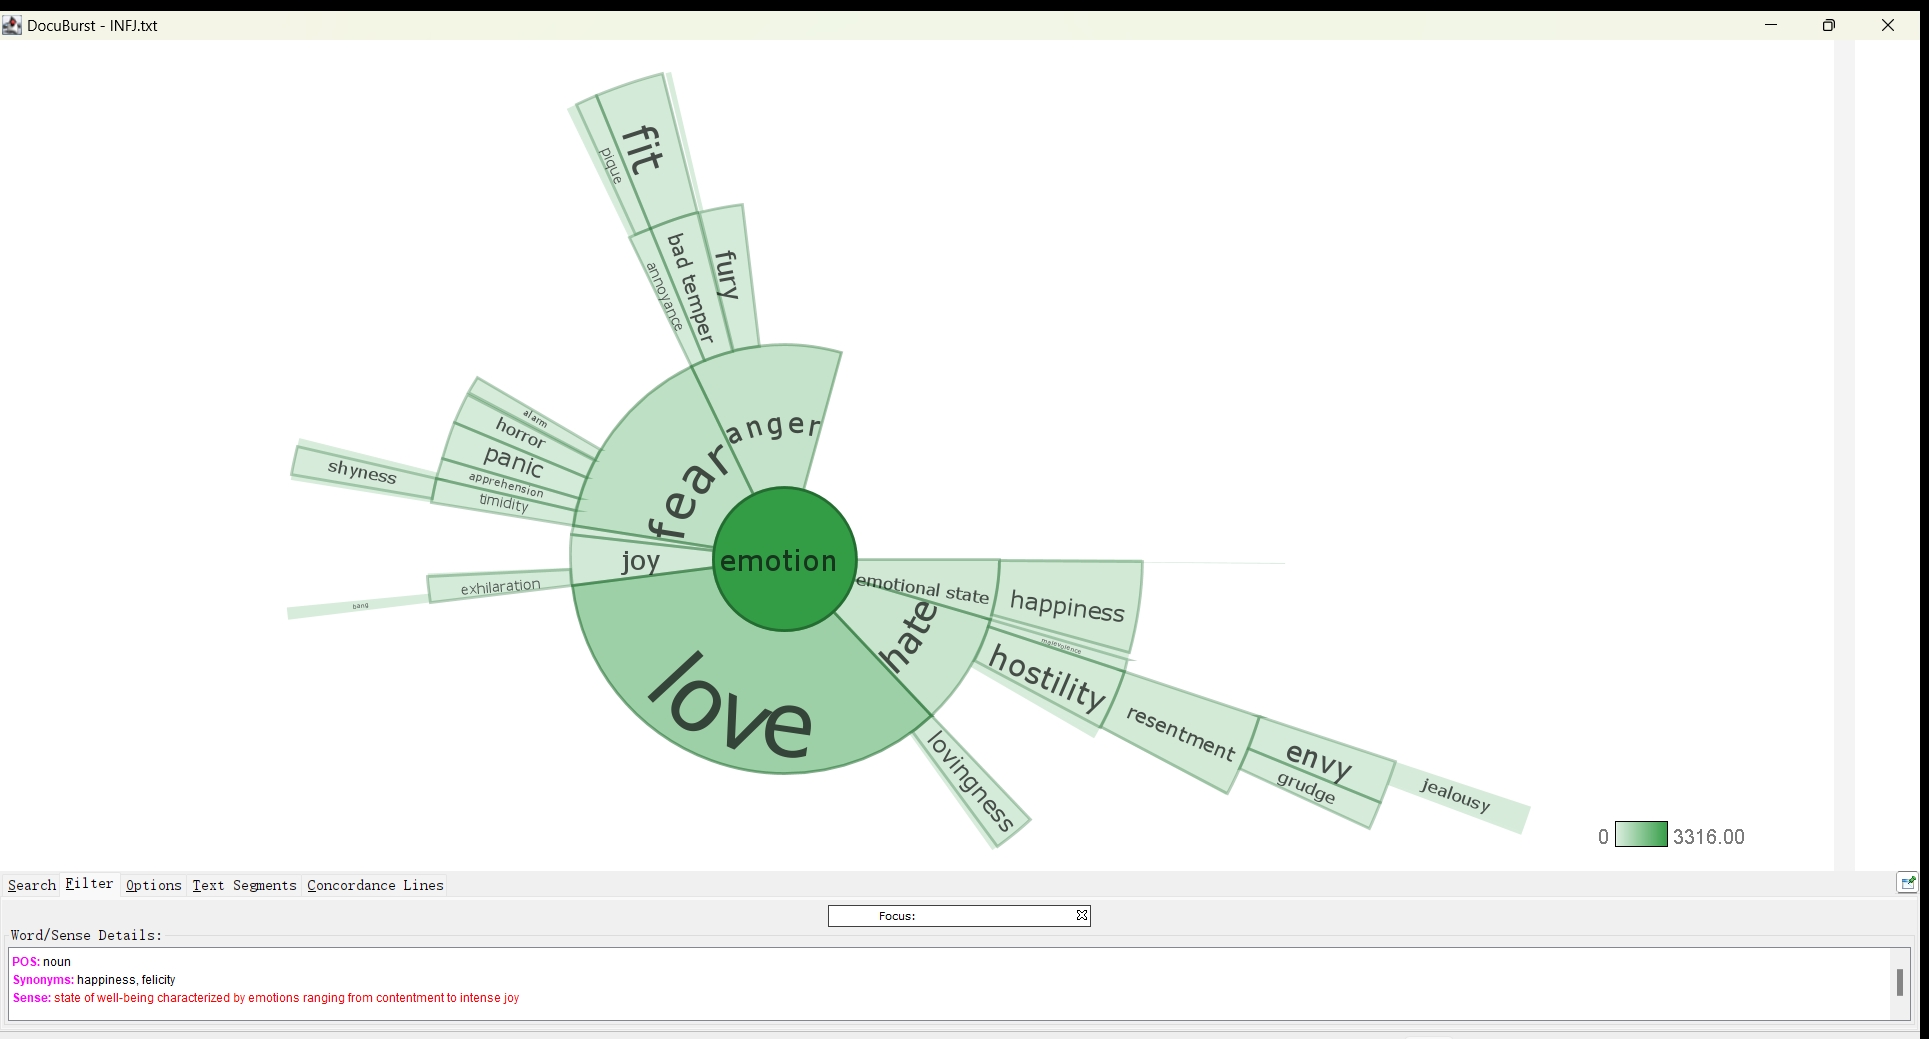 DocuBurst - INFJ.txt
fit
pique
bad temper
fury
annoyance
anger
fear
alarm
horror
panic
apprehension
timidity
shyness
joy
emotion
exhilaration
bang
love
emotional state
happiness
hate
malevolence
hostility
resentment
envy
grudge
jealousy
lovingness
0 3316.00
Search Filter Options Text Segments Concordance Lines
Focus:
Word/Sense Details:
POS: noun
Synonyms: happiness, felicity
Sense: state of well-being characterized by emotions ranging from contentment to intense joy